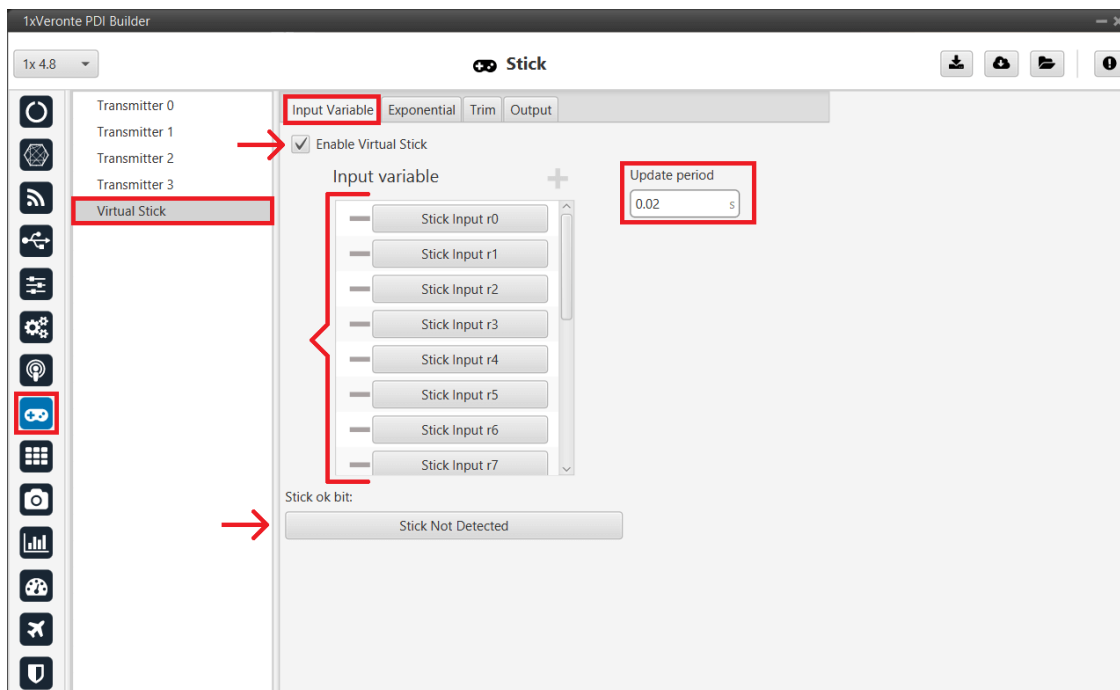 1xVeronte PDI Builder
1x 4.8
Stick
Transmitter 0
Transmitter 1
Transmitter 2
Transmitter 3
Virtual Stick
Input Variable Exponential Trim Output
Enable Virtual Stick
Input variable
Update period
0.02 s
Stick Input r0
Stick Input r1
Stick Input r2
Stick Input r3
Stick Input r4
Stick Input r5
Stick Input r6
Stick Input r7
Stick ok bit:
Stick Not Detected